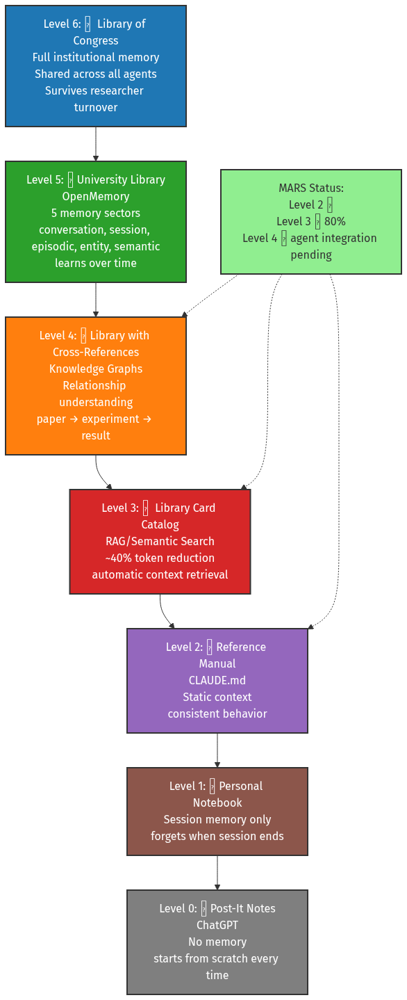 Level 6: Library of
Congress
Full institutional memory
Shared across all agents
Survives researcher
turnover
Level 5: University Library
OpenMemory
5 memory sectors
conversation, session,
episodic, entity, semantic
learns over time
MARS Status:
Level 2
Level 3 80%
Level 4 agent integration
pending
Level 4: Library with
Cross-References
Knowledge Graphs
Relationship
understanding
paper → experiment →
result
Level 3: Library Card
Catalog
RAG/Semantic Search
~40% token reduction
automatic context retrieval
Level 2: Reference
Manual
CLAUDE.md
Static context
consistent behavior
Level 1: Personal
Notebook
Session memory only
forgets when session ends
Level 0: Post-It Notes
ChatGPT
No memory
starts from scratch every
time